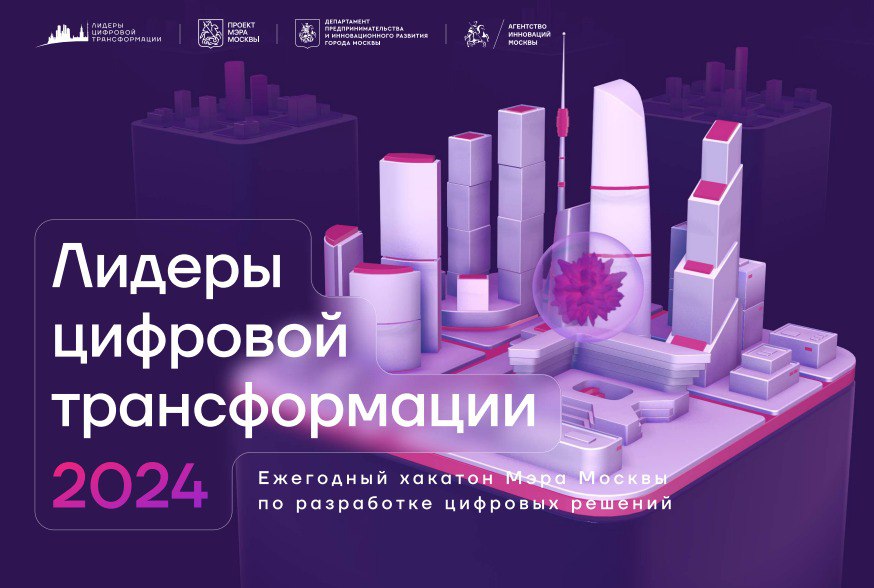 ЛИДЕРЫ
ЦИФРОВОЙ
ТРАНСФОРМАЦИИ
ПРОЕКТ
МЭРА
МОСКВЫ
ДЕПАРТАМЕНТ
ПРЕДПРИНИМАТЕЛЬСТВА
И ИННОВАЦИОННОГО РАЗВИТИЯ
ГОРОДА МОСКВЫ
АГЕНТСТВО
ИННОВАЦИЙ
МОСКВЫ
Лидеры
цифровой
трансформации
2024
Ежегодный хакатон Мэра Москвы
по разработке цифровых решений